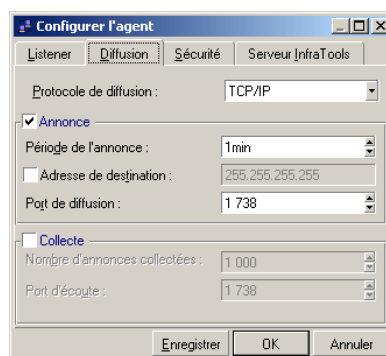 Configurer l'agent
Listener Diffusion Sécurité Serveur InfraTools
Protocole de diffusion : TCP/IP
Annonce
Période de l'annonce : 1min
Adresse de destination : 255.255.255.255
Port de diffusion : 1 738
Collecte
Nombre d'annonces collectées : 1 000
Port d'écoute : 1 738
Enregistrer OK Annuler